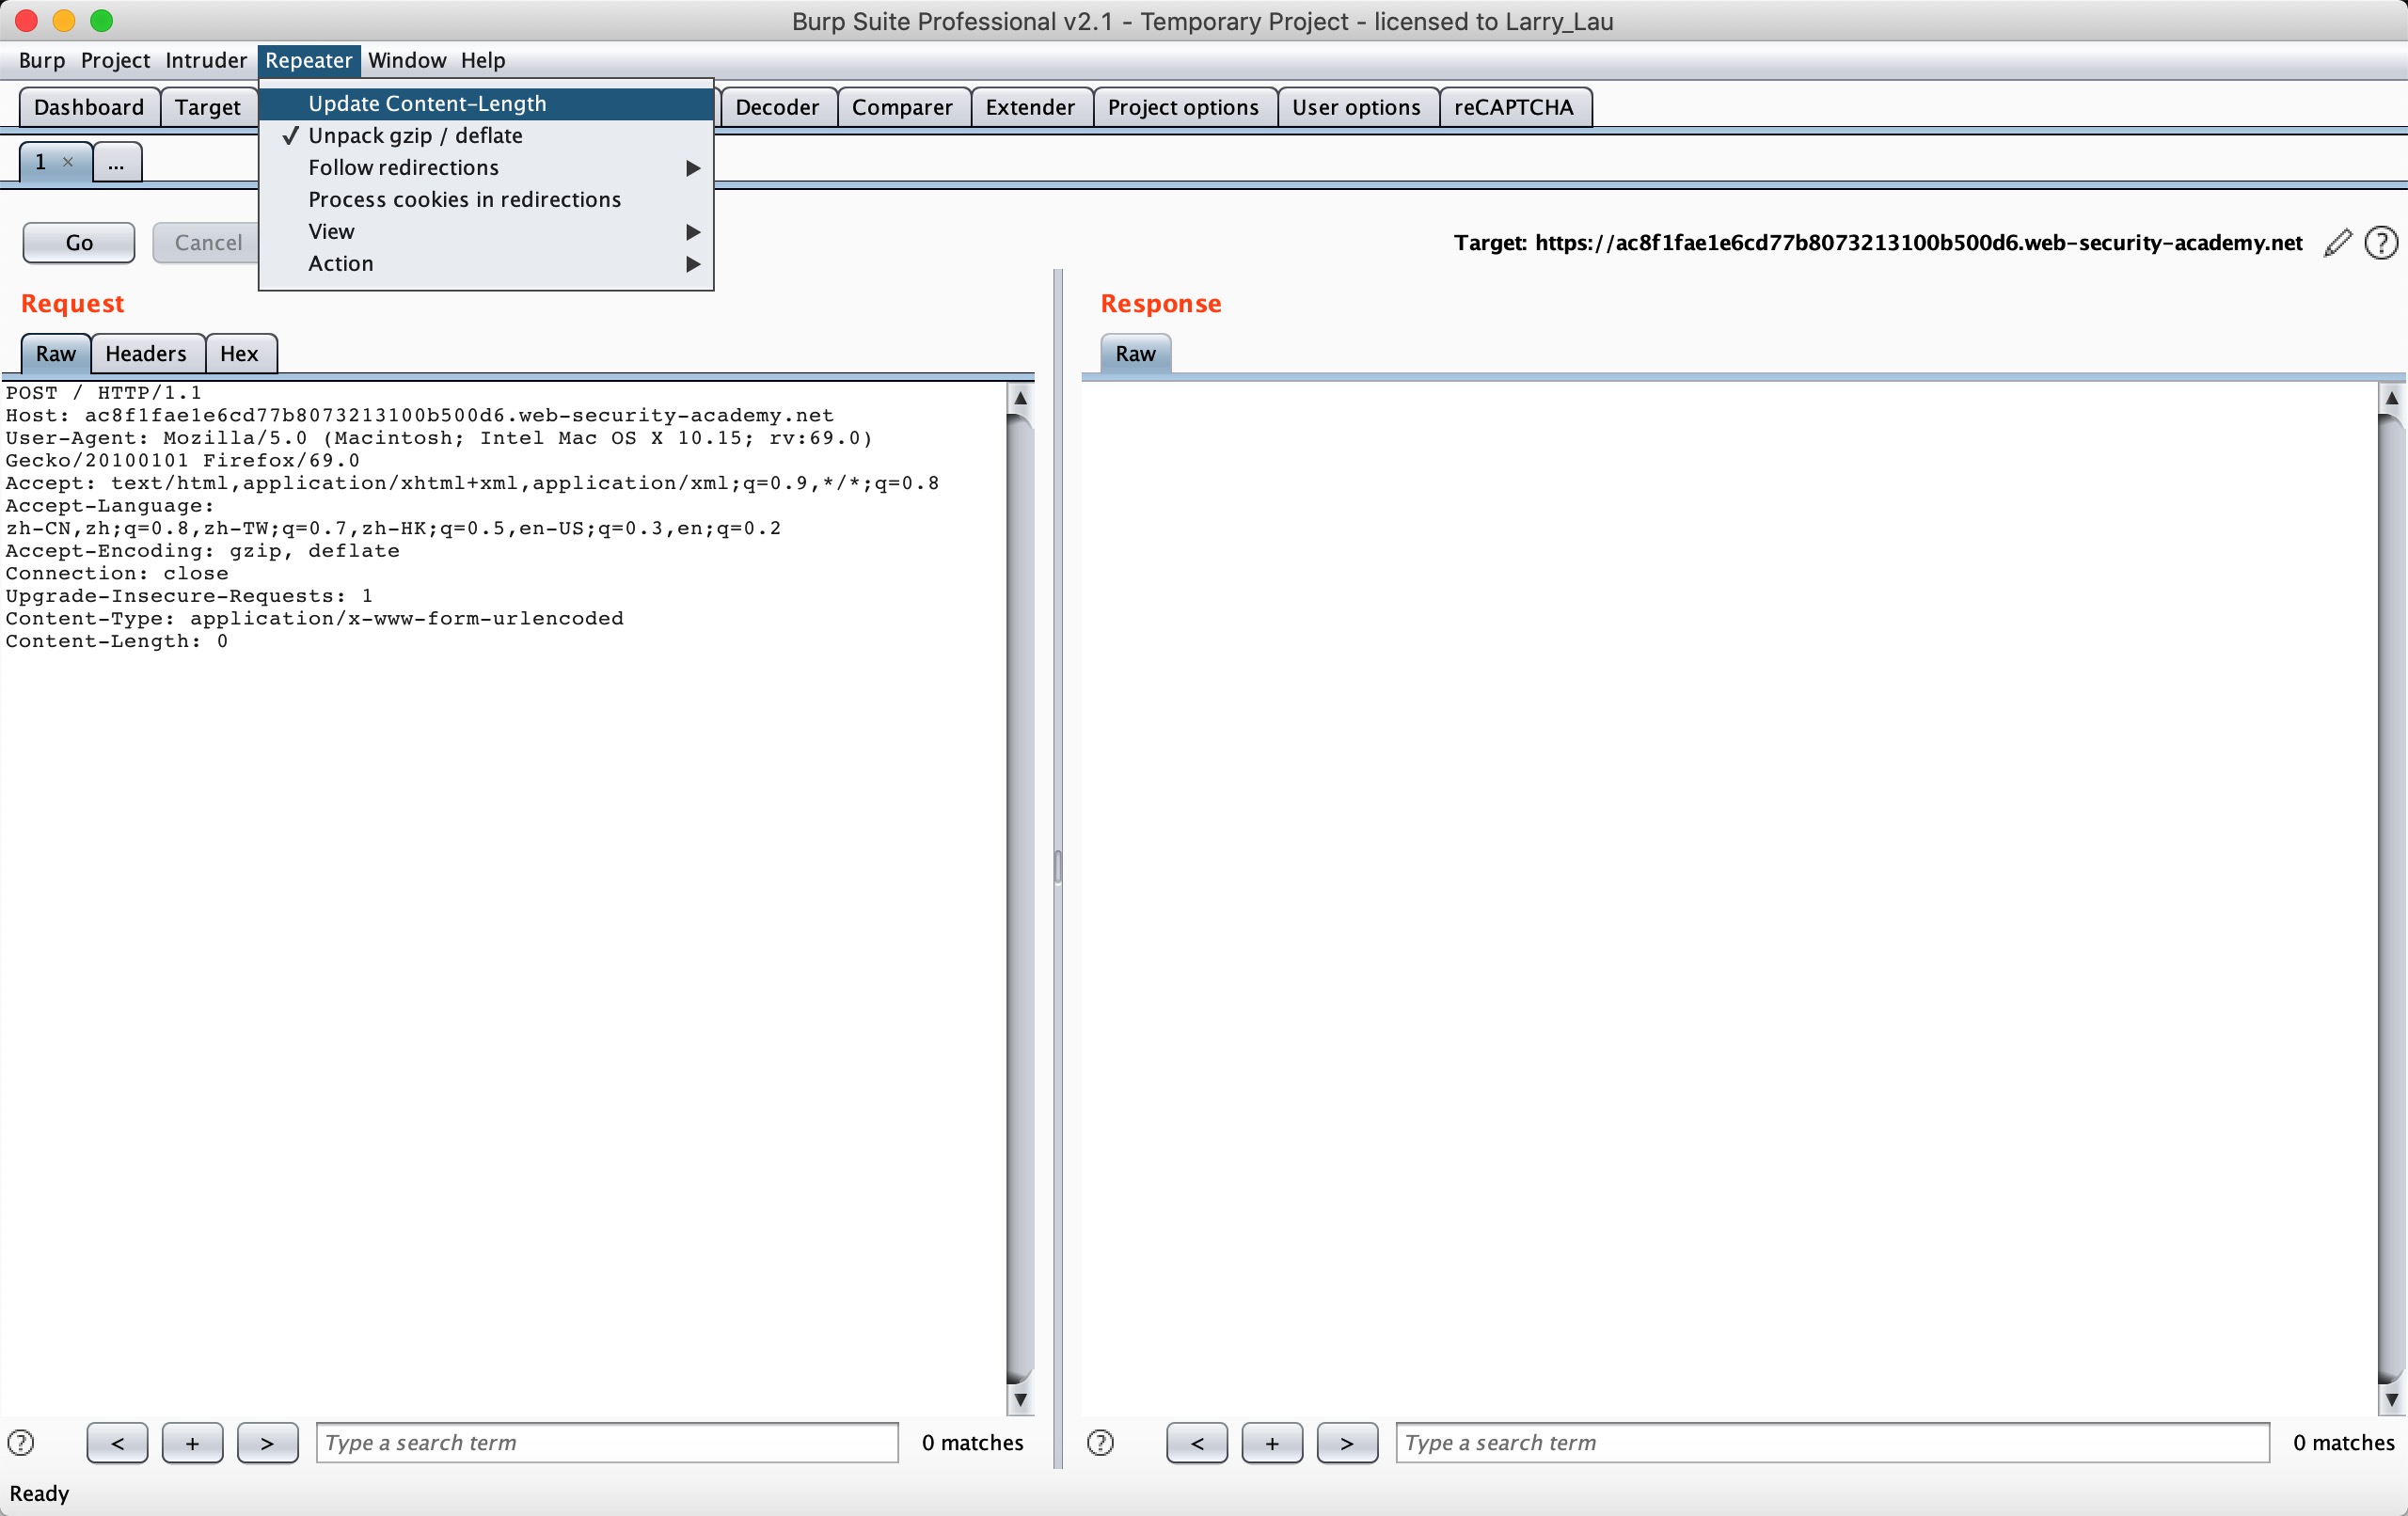 Burp Suite Professional v2.1 - Temporary Project - licensed to Larry_Lau
Burp Project Intruder Repeater Window Help
Dashboard Target Decoder Comparer Extender Project options User options reCAPTCHA
Update Content-Length
✓ Unpack gzip / deflate
Follow redirections ▶
Process cookies in redirections
View ▶
Action ▶
1 × ...
Go Cancel
Target: https://ac8f1fae1e6cd77b8073213100b500d6.web-security-academy.net ?
Request
Raw Headers Hex
POST / HTTP/1.1
Host: ac8f1fae1e6cd77b8073213100b500d6.web-security-academy.net
User-Agent: Mozilla/5.0 (Macintosh; Intel Mac OS X 10.15; rv:69.0)
Gecko/20100101 Firefox/69.0
Accept: text/html,application/xhtml+xml,application/xml;q=0.9,*/*;q=0.8
Accept-Language:
zh-CN,zh;q=0.8,zh-TW;q=0.7,zh-HK;q=0.5,en-US;q=0.3,en;q=0.2
Accept-Encoding: gzip, deflate
Connection: close
Upgrade-Insecure-Requests: 1
Content-Type: application/x-www-form-urlencoded
Content-Length: 0
? < + > Type a search term 0 matches
Response
Raw
? < + > Type a search term 0 matches
Ready